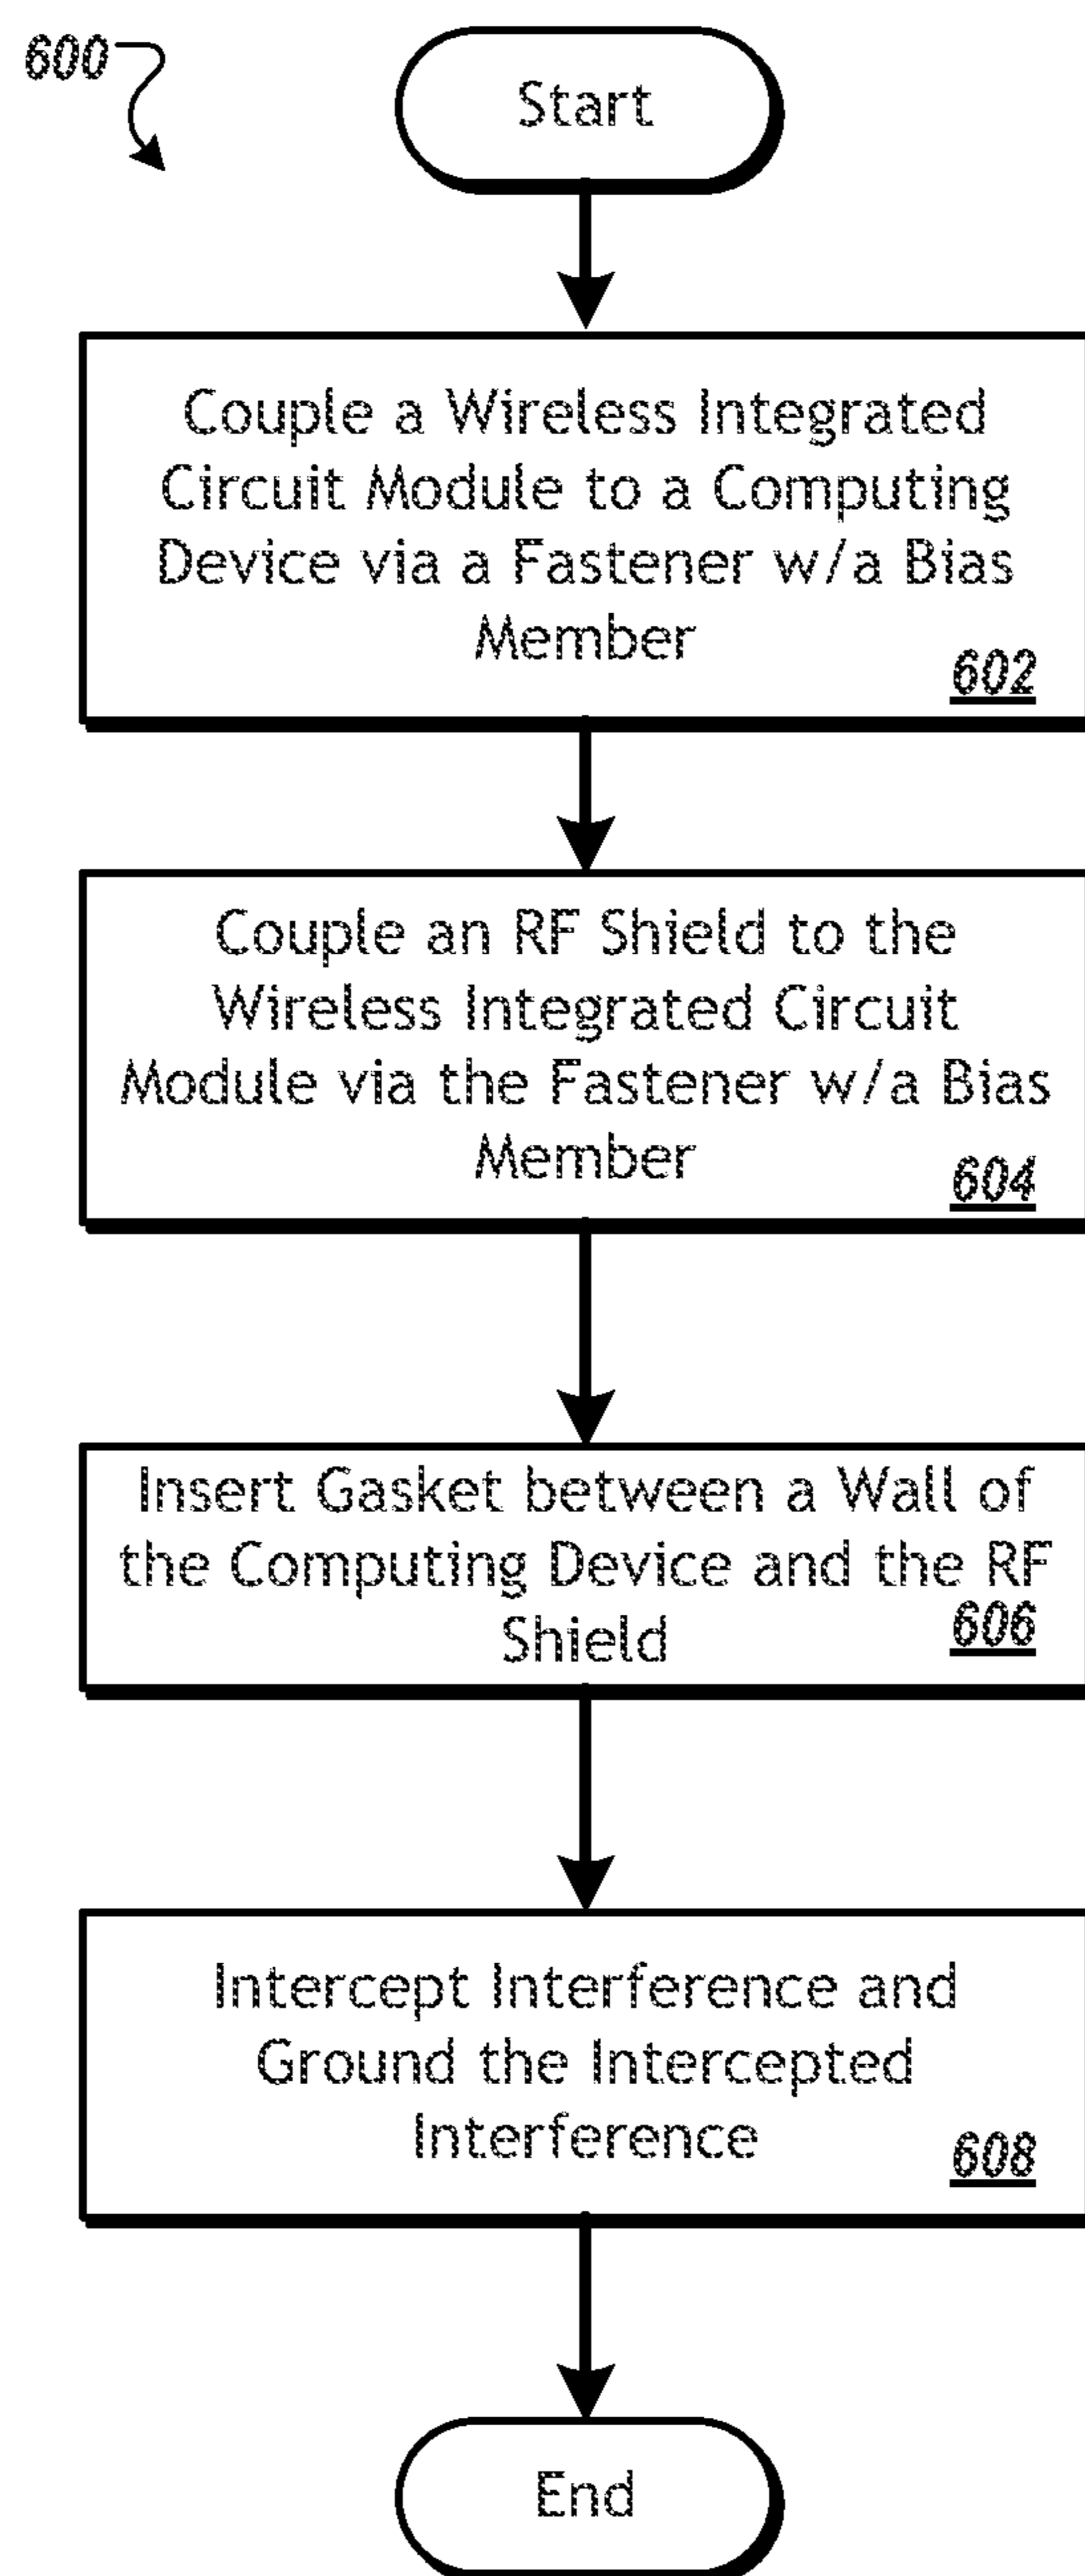 600
Start
Couple a Wireless Integrated
Circuit Module to a Computing
Device via a Fastener w/a Bias
Member
602
Couple an RF Shield to the
Wireless Integrated Circuit
Module via the Fastener w/a Bias
Member
604
Insert Gasket between a Wall of
the Computing Device and the RF
Shield
606
Intercept Interference and
Ground the Intercepted
Interference
608
End